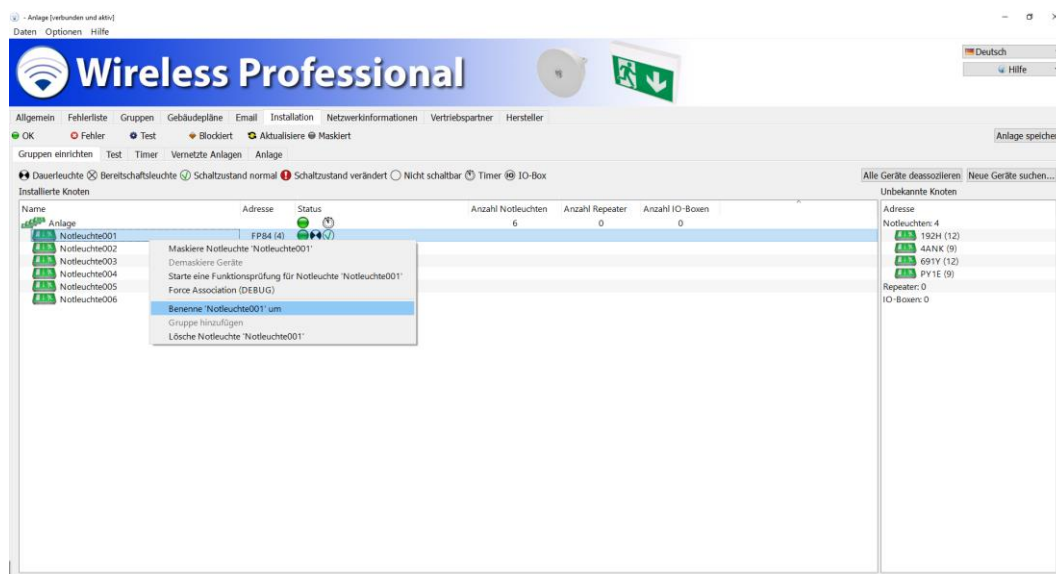 - Anlage [verbunden und aktiv]
Daten Optionen Hilfe
Wireless Professional
Deutsch
Hilfe
Allgemein Fehlerliste Gruppen Gebäudepläne Email Installation Netzwerkinformationen Vertriebspartner Hersteller
OK Fehler Test Blockiert Aktualisiere Maskiert Anlage speicher
Gruppen einrichten Test Timer Vernetzte Anlagen Anlage
Dauerleuchte Bereitschaftsleuchte Schaltzustand normal Schaltzustand verändert Nicht schaltbar Timer IO-Box Alle Geräte deassoziieren Neue Geräte suchen...
Installierte Knoten Unbekannte Knoten
Name Adresse Status Anzahl Notleuchten Anzahl Repeater Anzahl IO-Boxen Adresse
Anlage 6 0 0 Notleuchten: 4
Notleuchte001 FP84 (4) 192H (12)
Notleuchte002 Maskiere Notleuchte 'Notleuchte001' 4ANK (9)
Notleuchte003 Demaskiere Geräte 691Y (12)
Notleuchte004 Starte eine Funktionsprüfung für Notleuchte 'Notleuchte001' PY1E (9)
Notleuchte005 Force Association (DEBUG) Repeater: 0
Notleuchte006 IO-Boxen: 0
Benenne 'Notleuchte001' um
Gruppe hinzufügen
Lösche Notleuchte 'Notleuchte001'